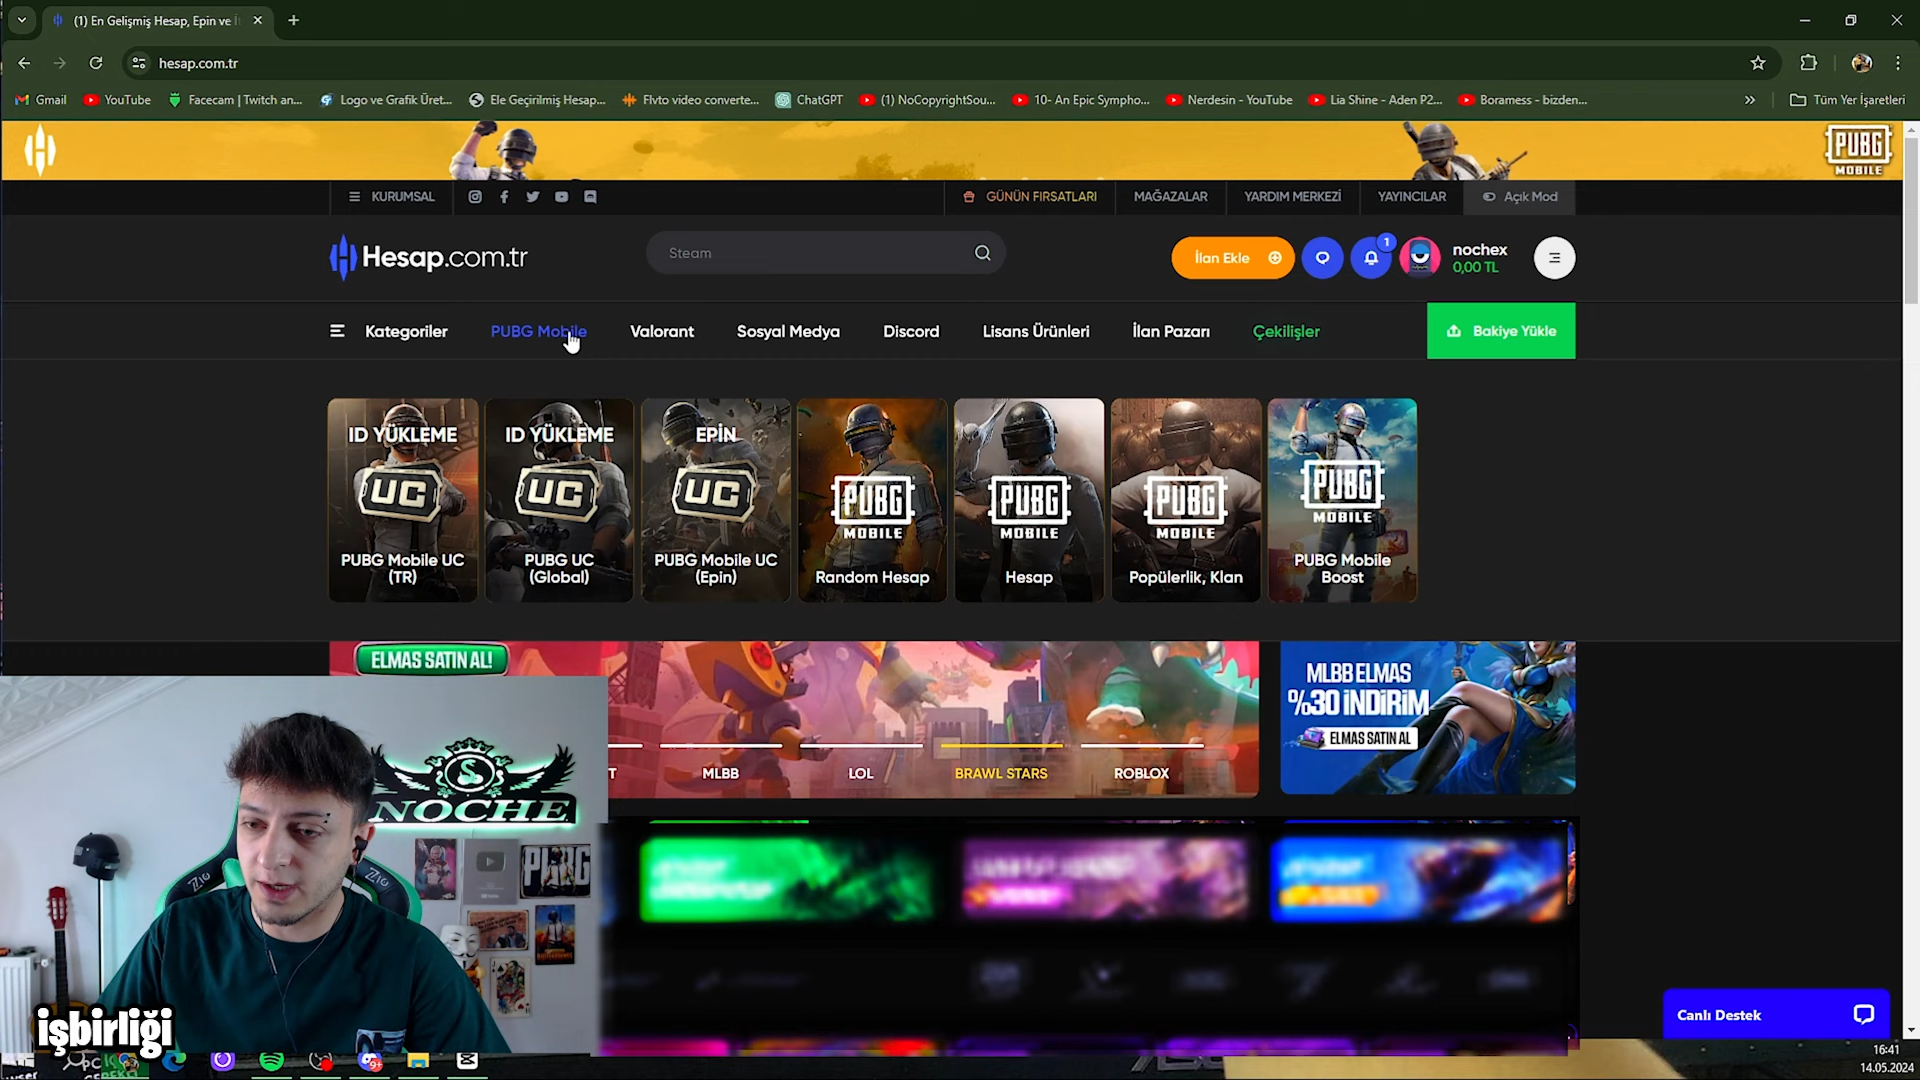 (1) En Gelişmiş Hesap, Epin ve İ
hesap.com.tr
Gmail
YouTube
Facecam | Twitch an...
Logo ve Grafik Üret...
Ele Geçirilmiş Hesap...
Flvto video converte...
ChatGPT
(1) NoCopyrightSou...
10- An Epic Sympho...
Nerdesin - YouTube
Lia Shine - Aden P2...
Boramess - bizden...
Tüm Yer İşaretleri
PUBG
MOBILE
KURUMSAL
GÜNÜN FIRSATLARI
MAĞAZALAR
YARDIM MERKEZİ
YAYINCILAR
Açık Mod
Hesap.com.tr
Steam
İlan Ekle
1
nochex
0,00 TL
Kategoriler
PUBG Mobile
Valorant
Sosyal Medya
Discord
Lisans Ürünleri
İlan Pazarı
Çekilişler
Bakiye Yükle
ID YÜKLEME
UC
PUBG Mobile UC
(TR)
ID YÜKLEME
UC
PUBG UC
(Global)
EPİN
UC
PUBG Mobile UC
(Epin)
PUBG
MOBILE
Random Hesap
PUBG
MOBILE
Hesap
PUBG
MOBILE
Popülerlik, Klan
PUBG
MOBILE
PUBG Mobile
Boost
ELMAS SATIN AL!
T
MLBB
LOL
BRAWL STARS
ROBLOX
MLBB ELMAS
%30 İNDİRİM
ELMAS SATIN AL
NOCHE
PUBG
işbirliği
Canlı Destek
16:41
14.05.2024